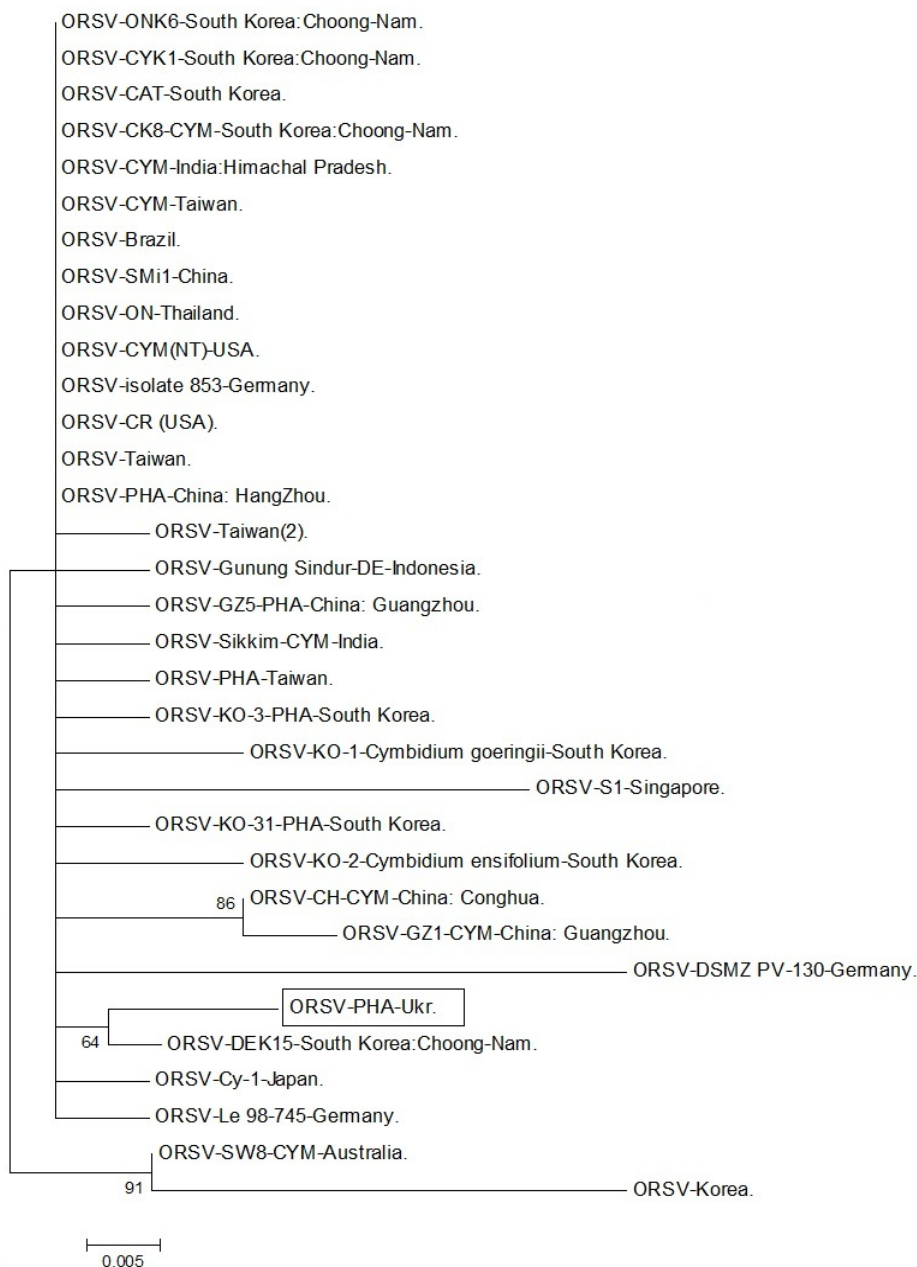 ORSV-ONK6-South Korea:Choong-Nam.
ORSV-CYK1-South Korea:Choong-Nam.
ORSV-CAT-South Korea.
ORSV-CK8-CYM-South Korea:Choong-Nam.
ORSV-CYM-India:Himachal Pradesh.
ORSV-CYM-Taiwan.
ORSV-Brazil.
ORSV-SMi1-China.
ORSV-ON-Thailand.
ORSV-CYM(NT)-USA.
ORSV-isolate 853-Germany.
ORSV-CR (USA).
ORSV-Taiwan.
ORSV-PHA-China: HangZhou.
ORSV-Taiwan(2).
ORSV-Gunung Sindur-DE-Indonesia.
ORSV-GZ5-PHA-China: Guangzhou.
ORSV-Sikkim-CYM-India.
ORSV-PHA-Taiwan.
ORSV-KO-3-PHA-South Korea.
ORSV-KO-1-Cymbidium goeringii-South Korea.
ORSV-S1-Singapore.
ORSV-KO-31-PHA-South Korea.
ORSV-KO-2-Cymbidium ensifolium-South Korea.
86 ORSV-CH-CYM-China: Conghua.
ORSV-GZ1-CYM-China: Guangzhou.
ORSV-DSMZ PV-130-Germany.
ORSV-PHA-Ukr.
64 ORSV-DEK15-South Korea:Choong-Nam.
ORSV-Cy-1-Japan.
ORSV-Le 98-745-Germany.
ORSV-SW8-CYM-Australia.
91 ORSV-Korea.
0.005